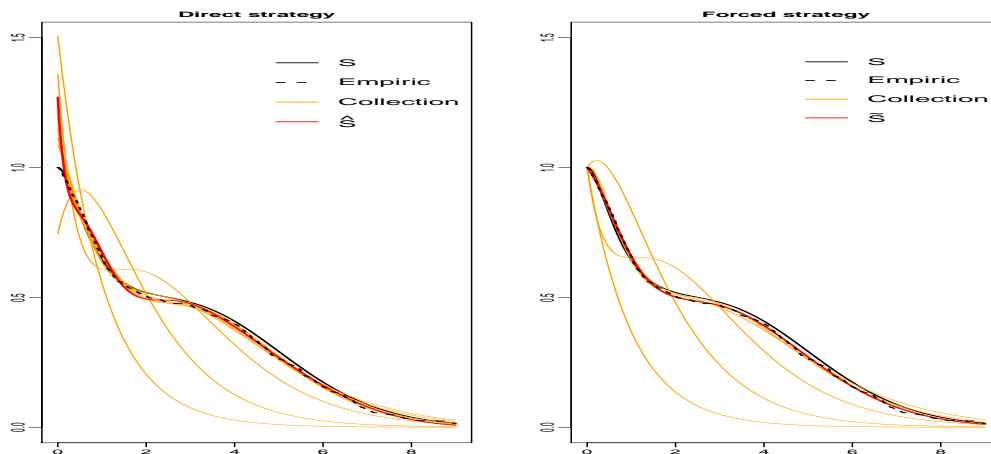 Direct strategy
1.5
1.0
0.5
0.0
S
Empiric
Collection
Ŝ
0 2 4 6 8
Forced strategy
1.5
1.0
0.5
0.0
S
Empiric
Collection
S̃
0 2 4 6 8